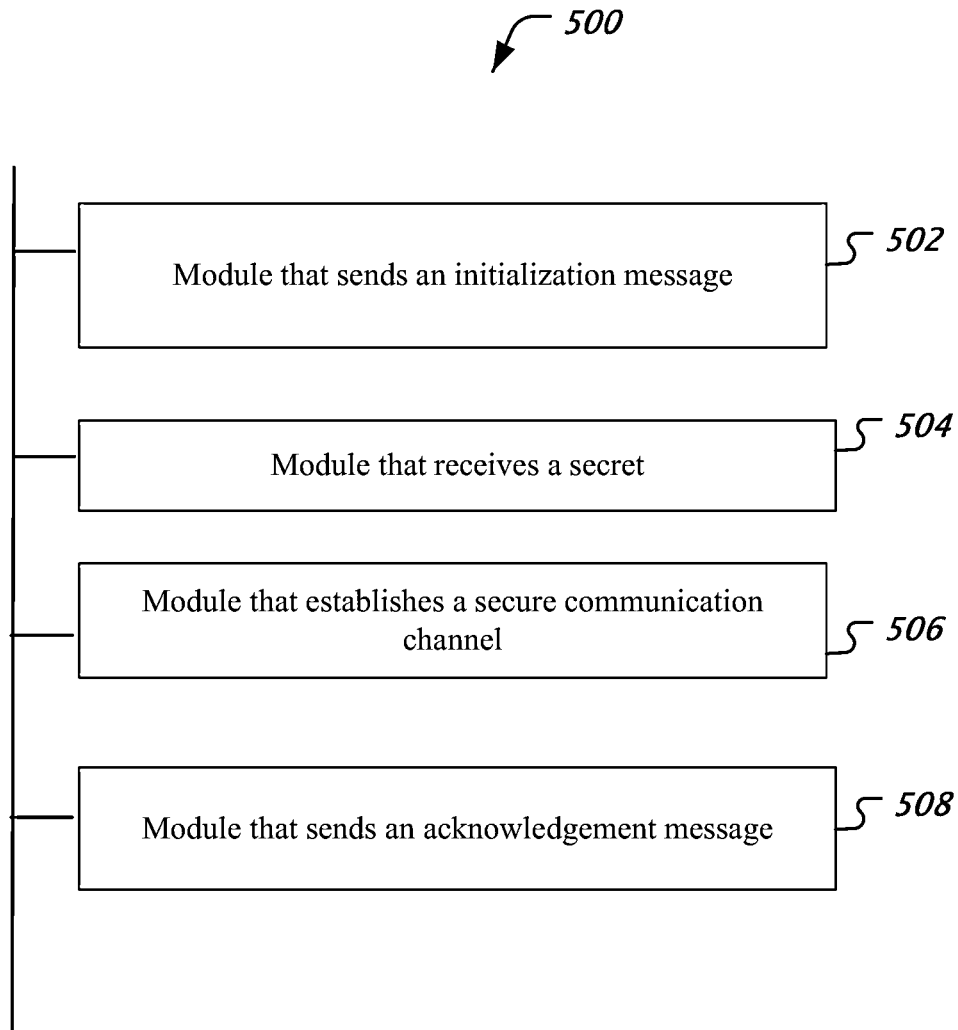 500
Module that sends an initialization message
502
Module that receives a secret
504
Module that establishes a secure communication
channel
506
Module that sends an acknowledgement message
508